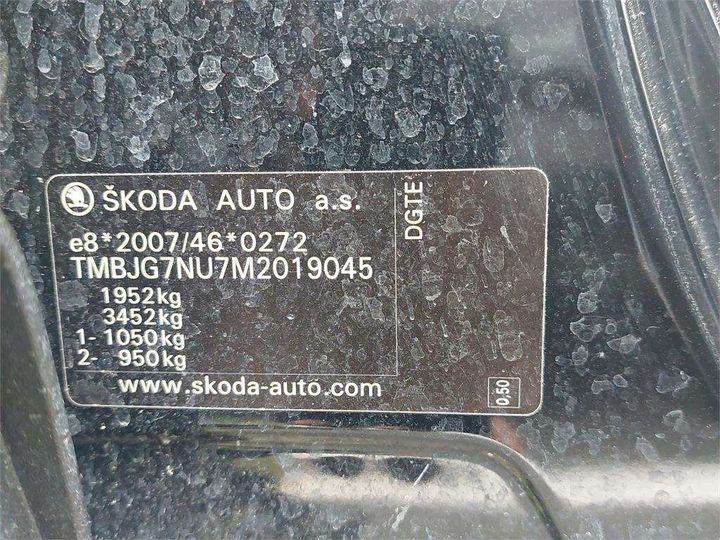 ŠKODA AUTO a.s.
e8*2007/46*0272
TMBJG7NU7M2019045
1952kg
3452kg
1- 1050kg
2- 950kg
www.skoda-auto.com
DGTE
0,50